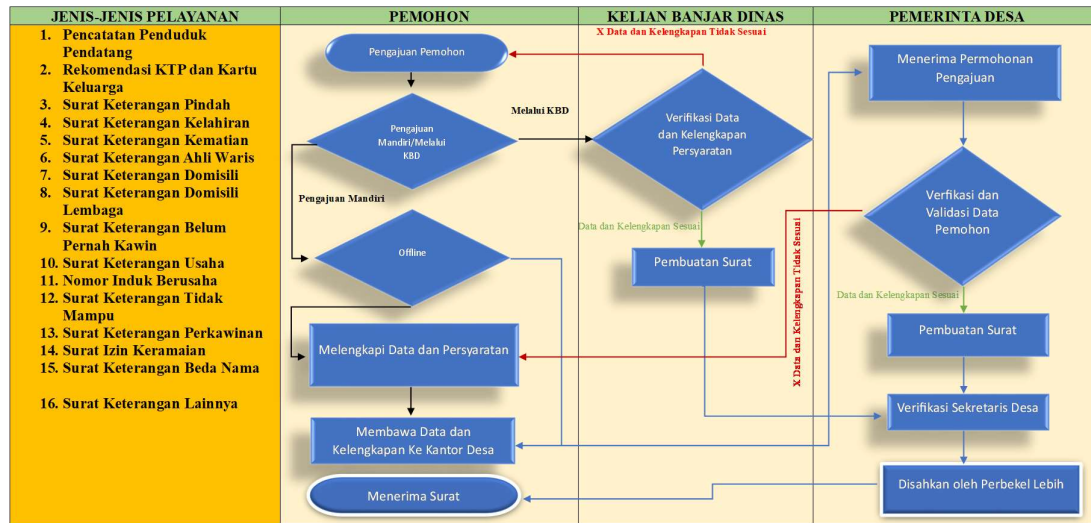 JENIS-JENIS PELAYANAN
PEMOHON
KELIAN BANJAR DINAS
PEMERINTA DESA
1. Pencatatan Penduduk
Pendatang
2. Rekomendasi KTP dan Kartu
Keluarga
3. Surat Keterangan Pindah
4. Surat Keterangan Kelahiran
5. Surat Keterangan Kematian
6. Surat Keterangan Ahli Waris
7. Surat Keterangan Domisili
8. Surat Keterangan Domisili
Lembaga
9. Surat Keterangan Belum
Pernah Kawin
10. Surat Keterangan Usaha
11. Nomor Induk Berusaha
12. Surat Keterangan Tidak
Mampu
13. Surat Keterangan Perkawinan
14. Surat Izin Keramaian
15. Surat Keterangan Beda Nama
16. Surat Keterangan Lainnya
Pengajuan Pemohon
Pengajuan
Mandiri/Melalui
KBD
Melalui KBD
Pengajuan Mandiri
Offline
Melengkapi Data dan Persyaratan
Membawa Data dan
Kelengkapan Ke Kantor Desa
Menerima Surat
X Data dan Kelengkapan Tidak Sesuai
Verifikasi Data
dan Kelengkapan
Persyaratan
Data dan Kelengkapan Sesuai
Pembuatan Surat
X Data dan Kelengkapan Tidak Sesuai
Menerima Permohonan
Pengajuan
Verfikasi dan
Validasi Data
Pemohon
Data dan Kelengkapan Sesuai
Pembuatan Surat
Verifikasi Sekretaris Desa
Disahkan oleh Perbekel Lebih